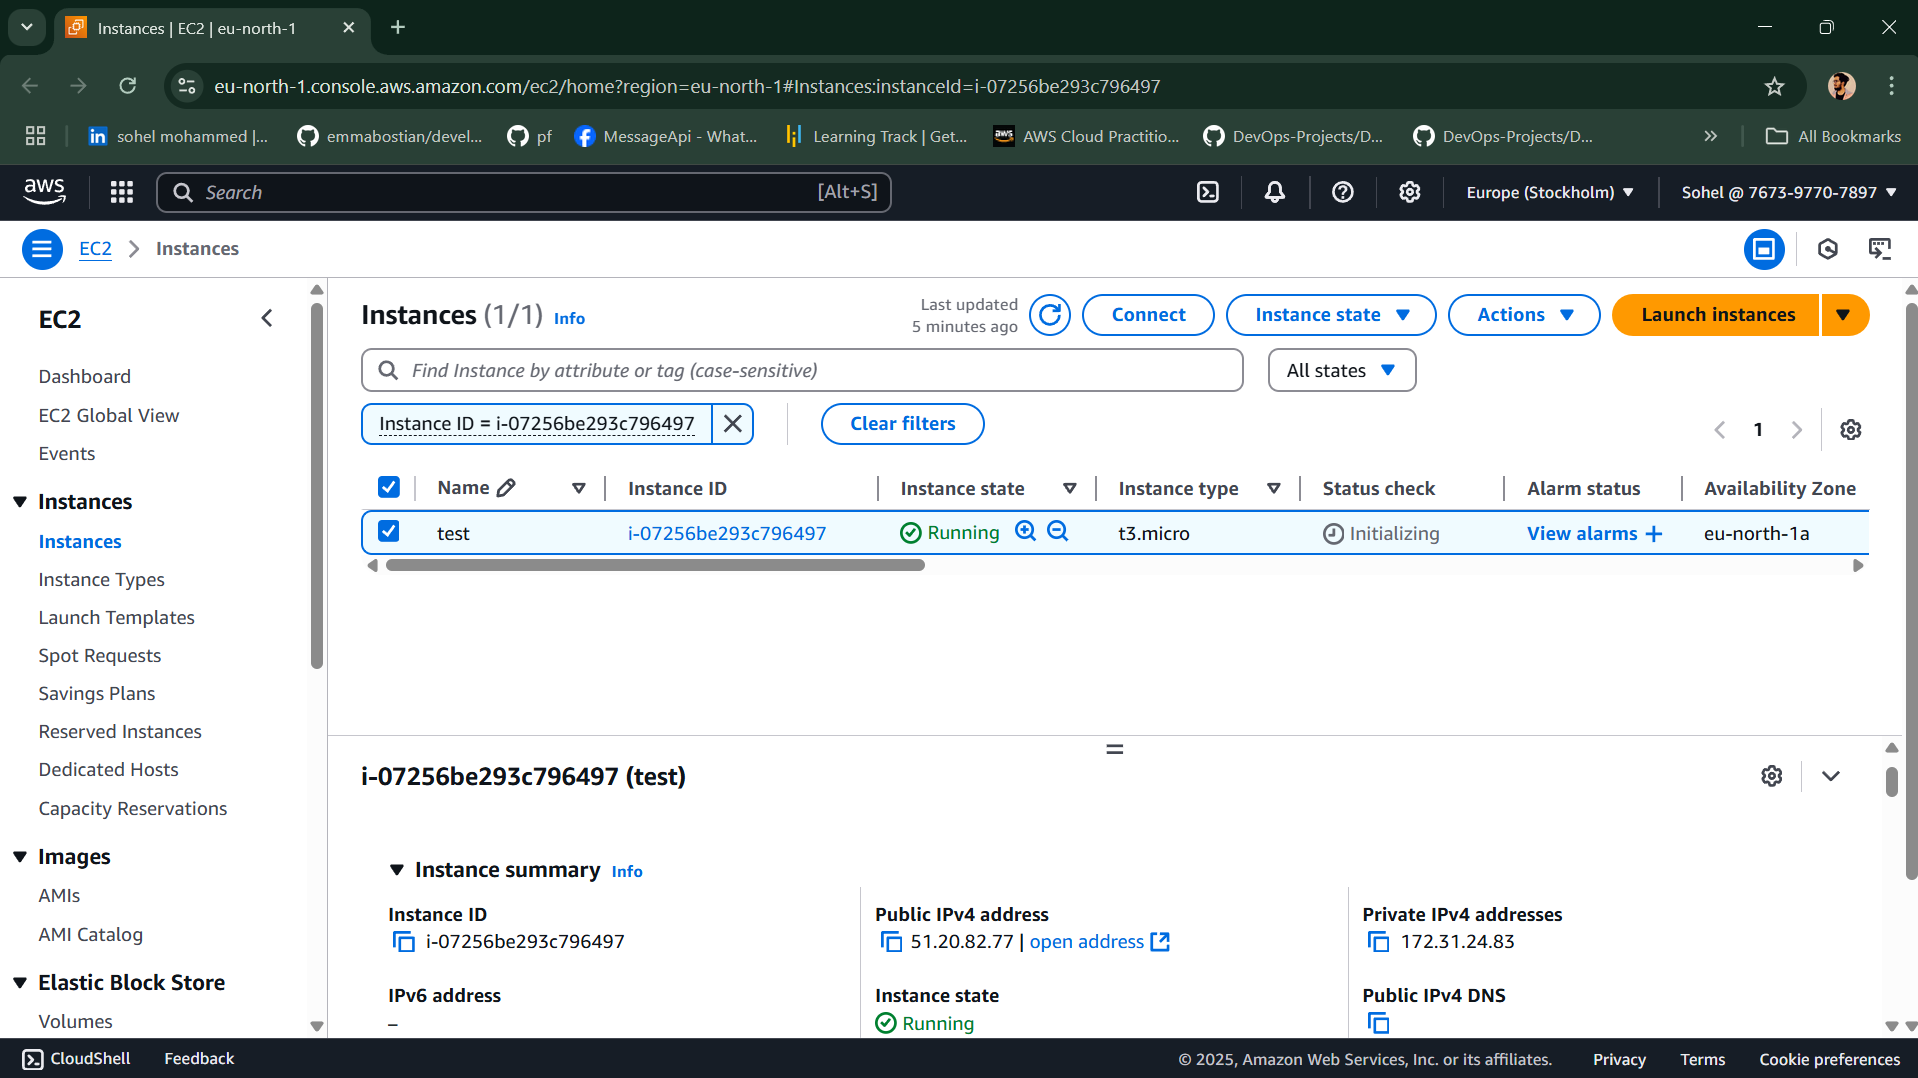 Instances | EC2 | eu-north-1
eu-north-1.console.aws.amazon.com/ec2/home?region=eu-north-1#Instances:instanceId=i-07256be293c796497
sohel mohammed |...
emmabostian/devel...
pf
MessageApi - What...
Learning Track | Get...
AWS Cloud Practitio...
DevOps-Projects/D...
DevOps-Projects/D...
All Bookmarks
aws
Search
[Alt+S]
Europe (Stockholm)
Sohel @ 7673-9770-7897
EC2
Instances
EC2
Dashboard
EC2 Global View
Events
Instances
Instances
Instance Types
Launch Templates
Spot Requests
Savings Plans
Reserved Instances
Dedicated Hosts
Capacity Reservations
Images
AMIs
AMI Catalog
Elastic Block Store
Volumes
Instances (1/1) Info
Last updated
5 minutes ago
Connect
Instance state
Actions
Launch instances
Find Instance by attribute or tag (case-sensitive)
All states
Instance ID = i-07256be293c796497
Clear filters
1
Name
Instance ID
Instance state
Instance type
Status check
Alarm status
Availability Zone
test
i-07256be293c796497
Running
t3.micro
Initializing
View alarms +
eu-north-1a
i-07256be293c796497 (test)
Instance summary Info
Instance ID
i-07256be293c796497
Public IPv4 address
51.20.82.77 | open address
Private IPv4 addresses
172.31.24.83
IPv6 address
–
Instance state
Running
Public IPv4 DNS
CloudShell
Feedback
© 2025, Amazon Web Services, Inc. or its affiliates.
Privacy
Terms
Cookie preferences